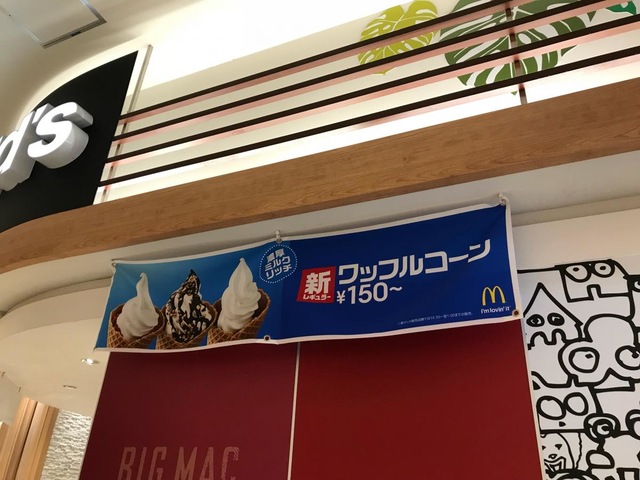 d's
濃厚
ミルク
リッチ
新
レギュラー
ワッフルコーン
¥150~
i'm lovin' it
BIG MAC